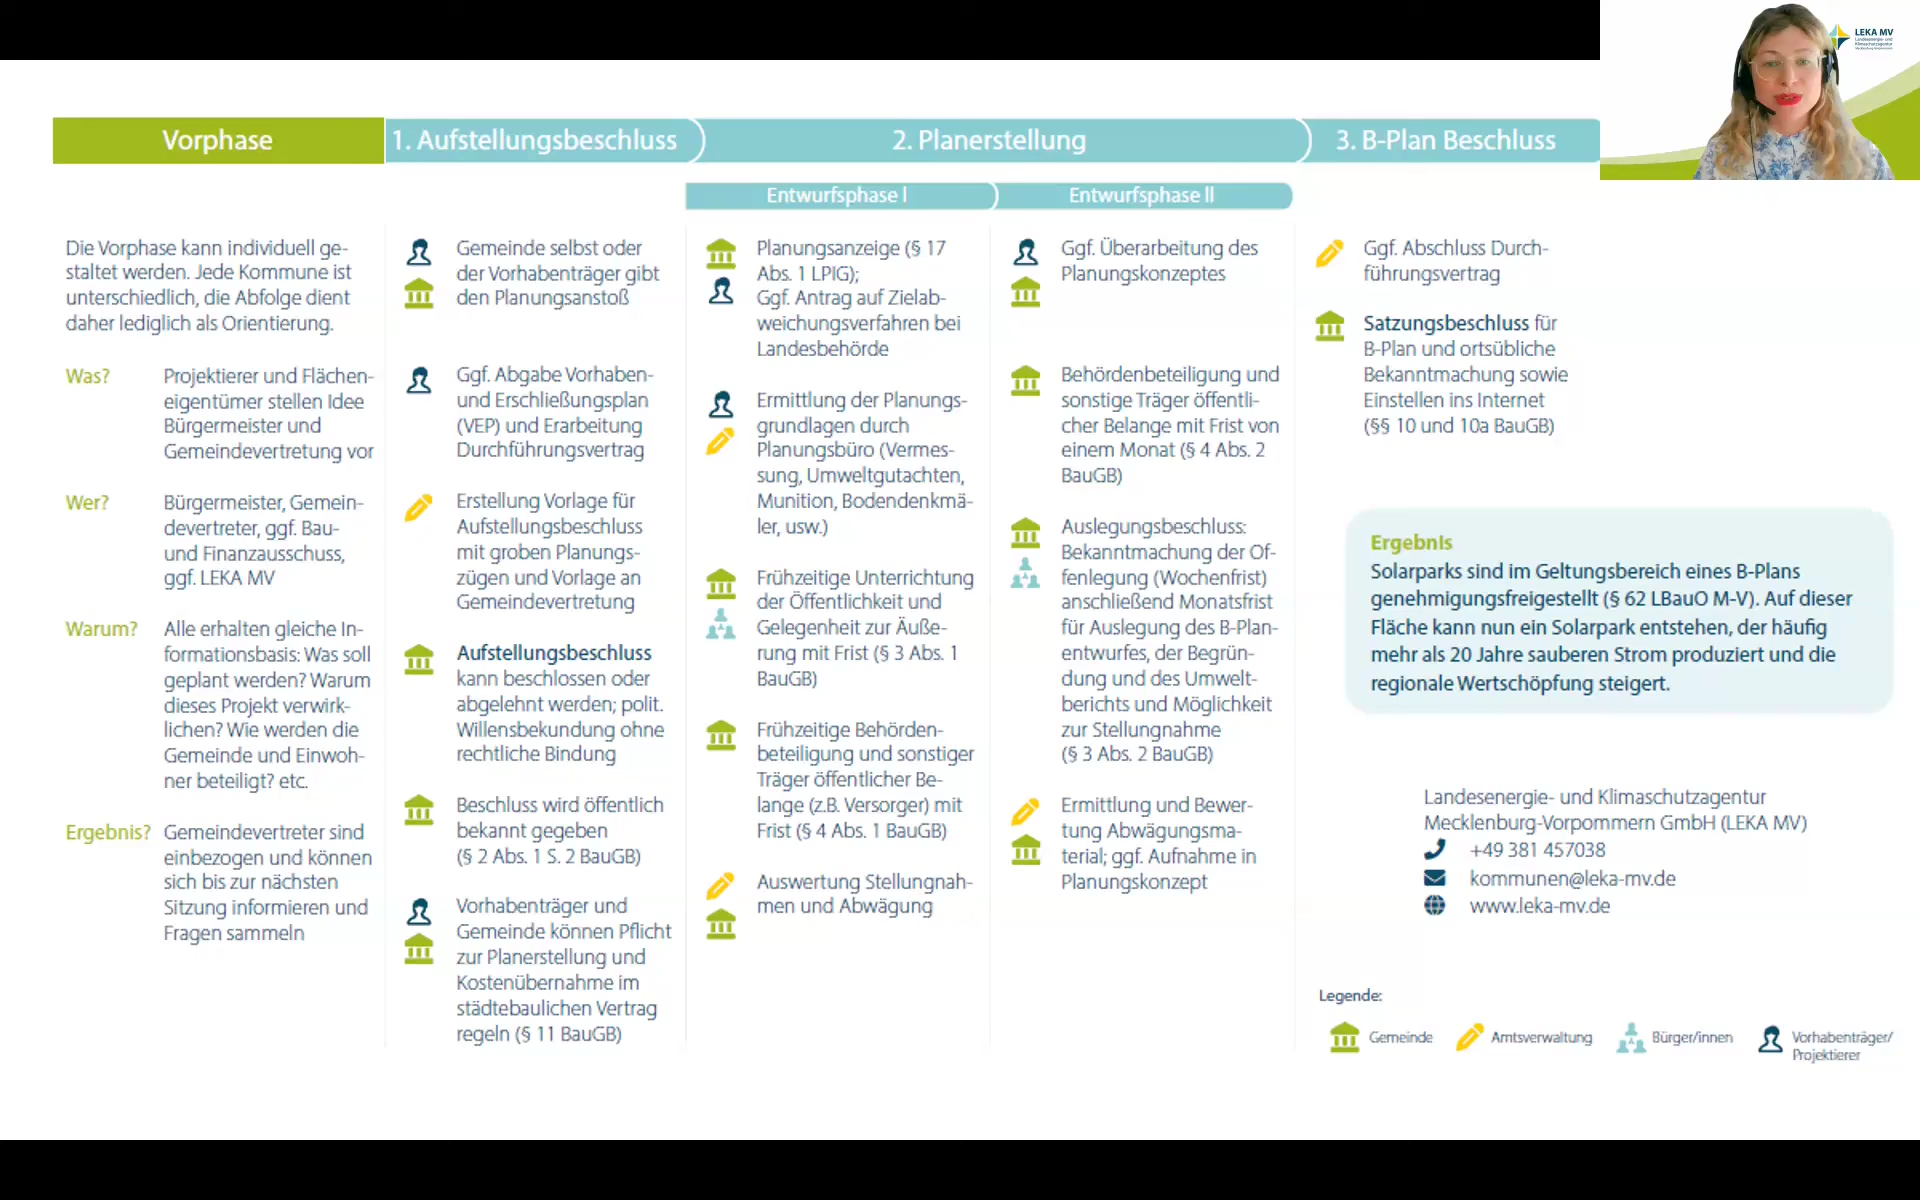 LEKA MV
Landesenergie- und
Klimaschutzagentur
Mecklenburg-Vorpommern
Vorphase
1. Aufstellungsbeschluss
2. Planerstellung
3. B-Plan Beschluss
Entwurfsphase I
Entwurfsphase II
Die Vorphase kann individuell ge-
staltet werden. Jede Kommune ist
unterschiedlich, die Abfolge dient
daher lediglich als Orientierung.
Was?
Projektierer und Flächen-
eigentümer stellen Idee
Bürgermeister und
Gemeindevertretung vor
Wer?
Bürgermeister, Gemein-
devertreter, ggf. Bau-
und Finanzausschuss,
ggf. LEKA MV
Warum?
Alle erhalten gleiche In-
formationsbasis: Was soll
geplant werden? Warum
dieses Projekt verwirk-
lichen? Wie werden die
Gemeinde und Einwoh-
ner beteiligt? etc.
Ergebnis?
Gemeindevertreter sind
einbezogen und können
sich bis zur nächsten
Sitzung informieren und
Fragen sammeln
Gemeinde selbst oder
der Vorhabenträger gibt
den Planungsanstoß
Ggf. Abgabe Vorhaben-
und Erschließungsplan
(VEP) und Erarbeitung
Durchführungsvertrag
Erstellung Vorlage für
Aufstellungsbeschluss
mit groben Planungs-
zügen und Vorlage an
Gemeindevertretung
Aufstellungsbeschluss
kann beschlossen oder
abgelehnt werden; polit.
Willensbekundung ohne
rechtliche Bindung
Beschluss wird öffentlich
bekannt gegeben
(§ 2 Abs. 1 S. 2 BauGB)
Vorhabenträger und
Gemeinde können Pflicht
zur Planerstellung und
Kostenübernahme im
städtebaulichen Vertrag
regeln (§ 11 BauGB)
Planungsanzeige (§ 17
Abs. 1 LPlG);
Ggf. Antrag auf Zielab-
weichungsverfahren bei
Landesbehörde
Ermittlung der Planungs-
grundlagen durch
Planungsbüro (Vermes-
sung, Umweltgutachten,
Munition, Bodendenkmä-
ler, usw.)
Frühzeitige Unterrichtung
der Öffentlichkeit und
Gelegenheit zur Äuße-
rung mit Frist (§ 3 Abs. 1
BauGB)
Frühzeitige Behörden-
beteiligung und sonstiger
Träger öffentlicher Be-
lange (z.B. Versorger) mit
Frist (§ 4 Abs. 1 BauGB)
Auswertung Stellungnah-
men und Abwägung
Ggf. Überarbeitung des
Planungskonzeptes
Behördenbeteiligung und
sonstige Träger öffentli-
cher Belange mit Frist von
einem Monat (§ 4 Abs. 2
BauGB)
Auslegungsbeschluss:
Bekanntmachung der Of-
fenlegung (Wochenfrist)
anschließend Monatsfrist
für Auslegung des B-Plan-
entwurfes, der Begrün-
dung und des Umwelt-
berichts und Möglichkeit
zur Stellungnahme
(§ 3 Abs. 2 BauGB)
Ermittlung und Bewer-
tung Abwägungsma-
terial; ggf. Aufnahme in
Planungskonzept
Ggf. Abschluss Durch-
führungsvertrag
Satzungsbeschluss für
B-Plan und ortsübliche
Bekanntmachung sowie
Einstellen ins Internet
(§§ 10 und 10a BauGB)
Ergebnis
Solarparks sind im Geltungsbereich eines B-Plans
genehmigungsfreigestellt (§ 62 LBauO M-V). Auf dieser
Fläche kann nun ein Solarpark entstehen, der häufig
mehr als 20 Jahre sauberen Strom produziert und die
regionale Wertschöpfung steigert.
Landesenergie- und Klimaschutzagentur
Mecklenburg-Vorpommern GmbH (LEKA MV)
+49 381 457038
kommunen@leka-mv.de
www.leka-mv.de
Legende:
Gemeinde
Amtsverwaltung
Bürger/innen
Vorhabenträger/
Projektierer